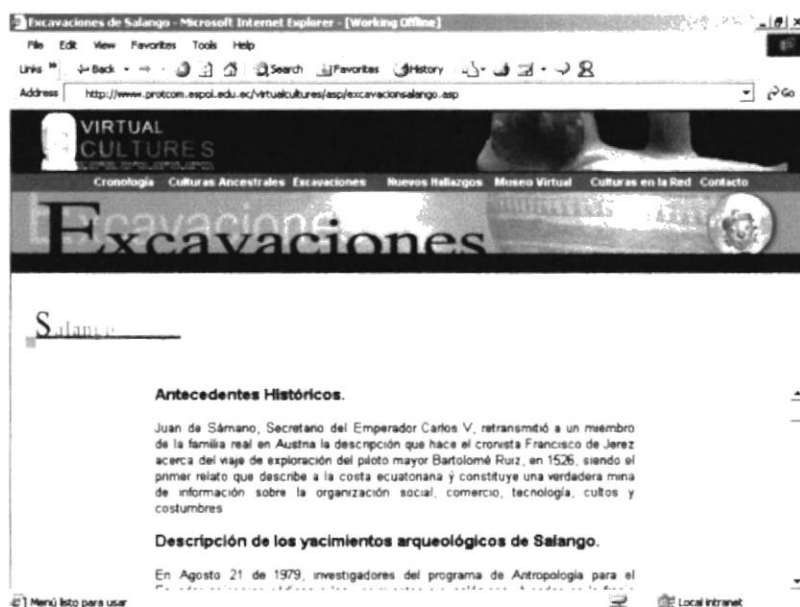 Excavaciones de Salango - Microsoft Internet Explorer - [Working Offline]
File Edit View Favorites Tools Help
Links » Back Search Favorites History
Address http://www.protcom.espol.edu.ec/virtualcultures/asp/excavacionsalango.asp Go
VIRTUAL
CULTURES
Cronología Culturas Ancestrales Excavaciones Nuevos Hallazgos Museo Virtual Culturas en la Red Contacto
Excavaciones
Salango
Antecedentes Históricos.
Juan de Sámano, Secretario del Emperador Carlos V, retransmitió a un miembro
de la familia real en Austria la descripción que hace el cronista Francisco de Jerez
acerca del viaje de exploración del piloto mayor Bartolomé Ruiz, en 1526, siendo el
primer relato que describe a la costa ecuatoriana y constituye una verdadera mina
de información sobre la organización social, comercio, tecnología, cultos y
costumbres
Descripción de los yacimientos arqueológicos de Salango.
En Agosto 21 de 1979, investigadores del programa de Antropología para el
Menú listo para usar Local intranet